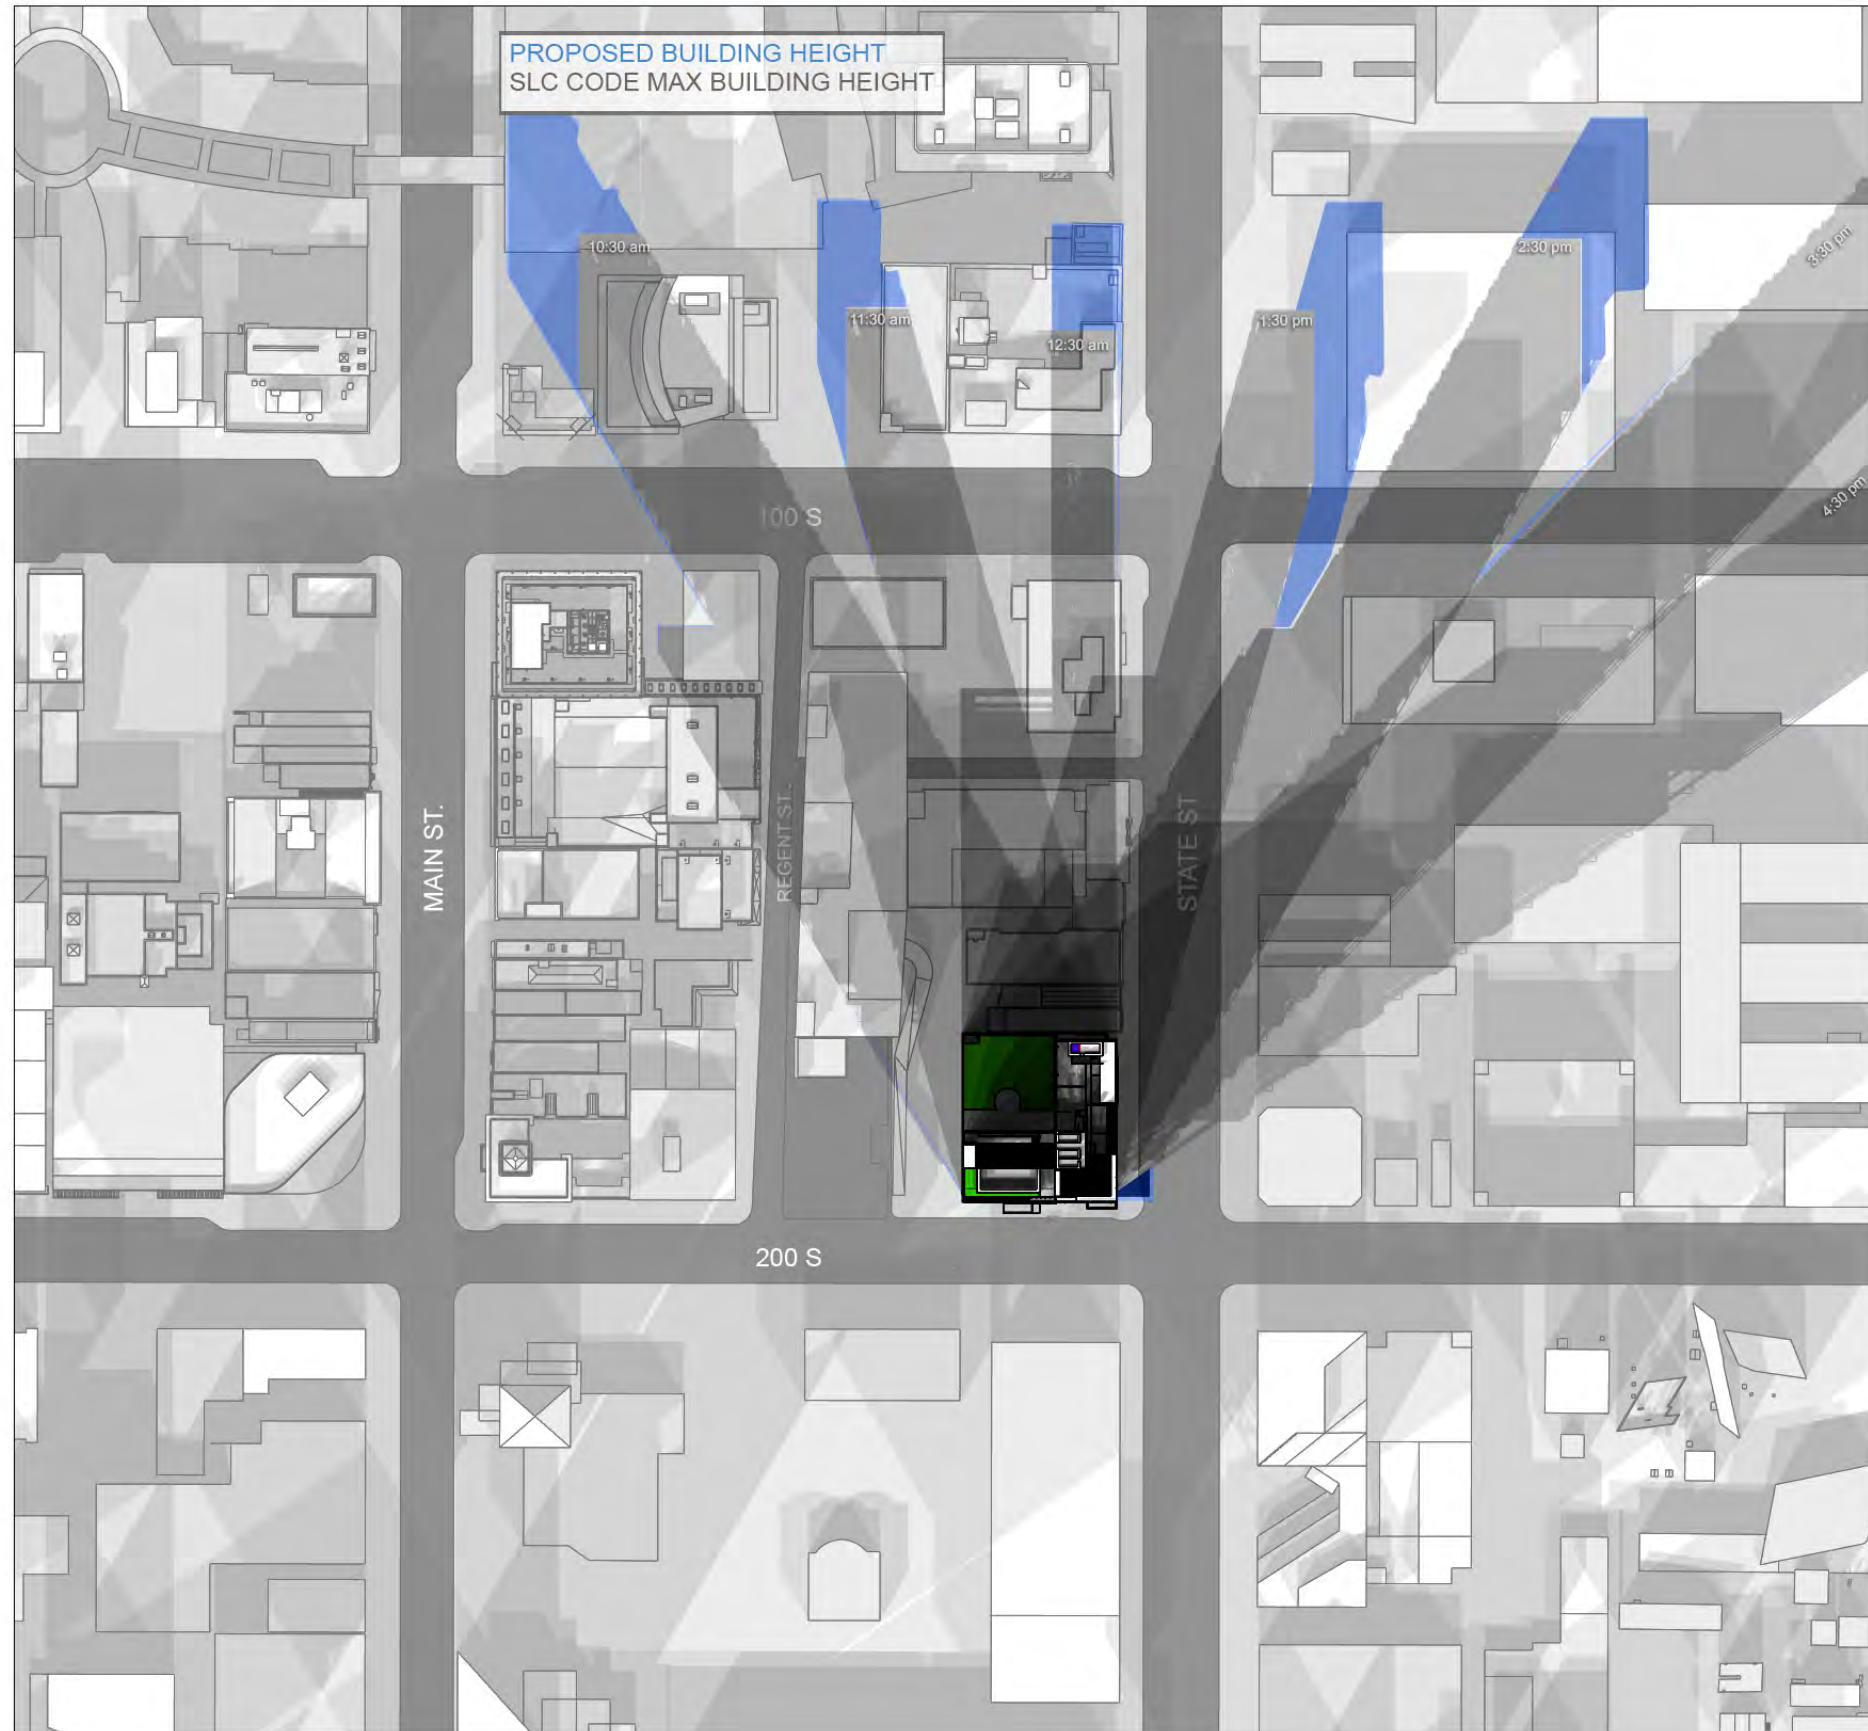 PROPOSED BUILDING HEIGHT
SLC CODE MAX BUILDING HEIGHT
10:30 am
11:30 am
12:30 am
1:30 pm
2:30 pm
3:30 pm
4:30 pm
100 S
MAIN ST.
REGENT ST.
STATE ST
200 S